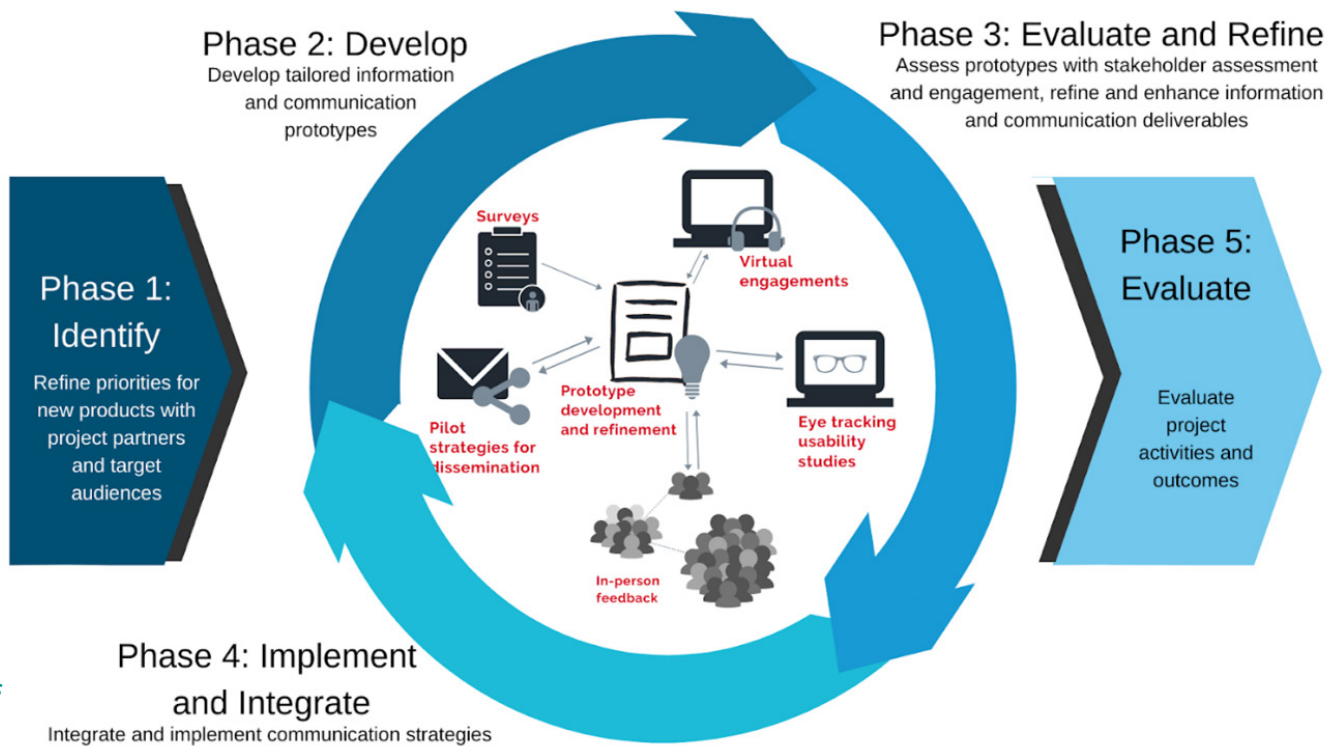 Phase 1:
Identify
Refine priorities for
new products with
project partners
and target
audiences
Phase 2: Develop
Develop tailored information
and communication
prototypes
Phase 3: Evaluate and Refine
Assess prototypes with stakeholder assessment
and engagement, refine and enhance information
and communication deliverables
Surveys
Virtual
engagements
Pilot
strategies for
dissemination
Prototype
development
and refinement
Eye tracking
usability
studies
In-person
feedback
Phase 4: Implement
and Integrate
Integrate and implement communication strategies
Phase 5:
Evaluate
Evaluate
project
activities and
outcomes